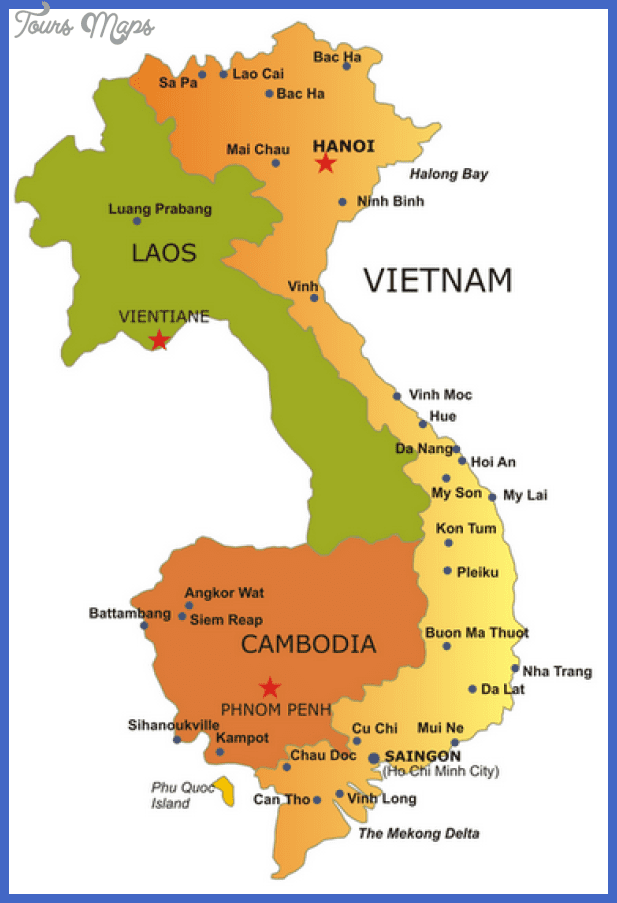 Tours Maps
Bac Ha
Sa Pa
Lao Cai
Bac Ha
Mai Chau
HANOI
Halong Bay
Ninh Binh
Luang Prabang
LAOS
VIETNAM
Vinh
VIENTIANE
Vinh Moc
Hue
Da Nang
Hoi An
My Son
My Lai
Kon Tum
Pleiku
Angkor Wat
Battambang
Siem Reap
CAMBODIA
Buon Ma Thuot
Nha Trang
Da Lat
PHNOM PENH
Sihanoukville
Kampot
Cu Chi
Mui Ne
Chau Doc
SAINGON
(Ho Chi Minh City)
Phu Quoc
Island
Can Tho
Vinh Long
The Mekong Delta